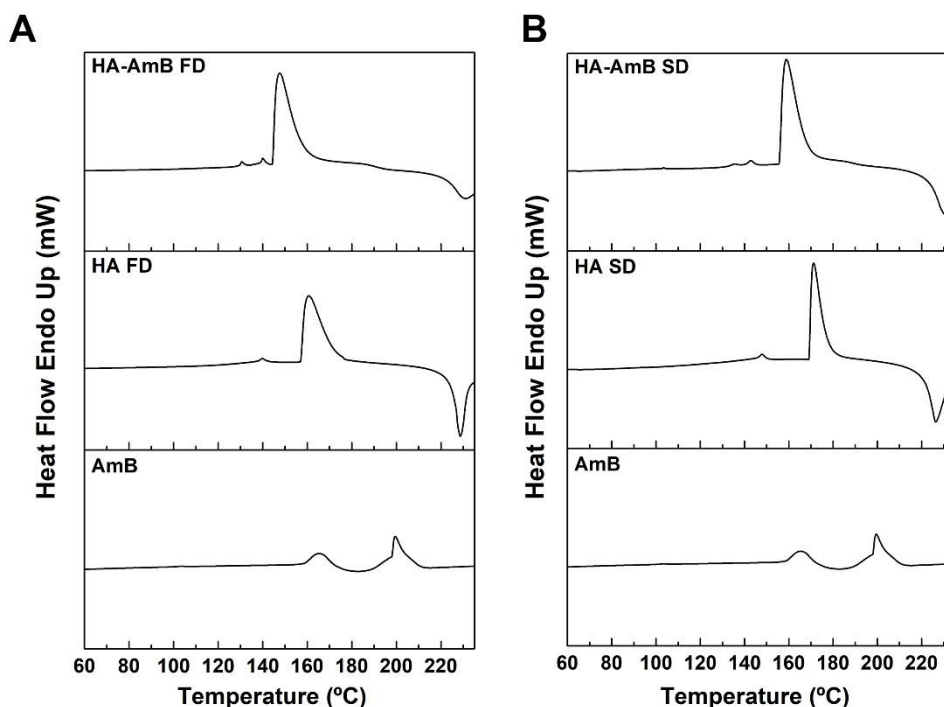 A
HA-AmB FD
HA FD
AmB
Heat Flow Endo Up (mW)
60 80 100 120 140 160 180 200 220
Temperature (ºC)
B
HA-AmB SD
HA SD
AmB
Heat Flow Endo Up (mW)
60 80 100 120 140 160 180 200 220
Temperature (ºC)